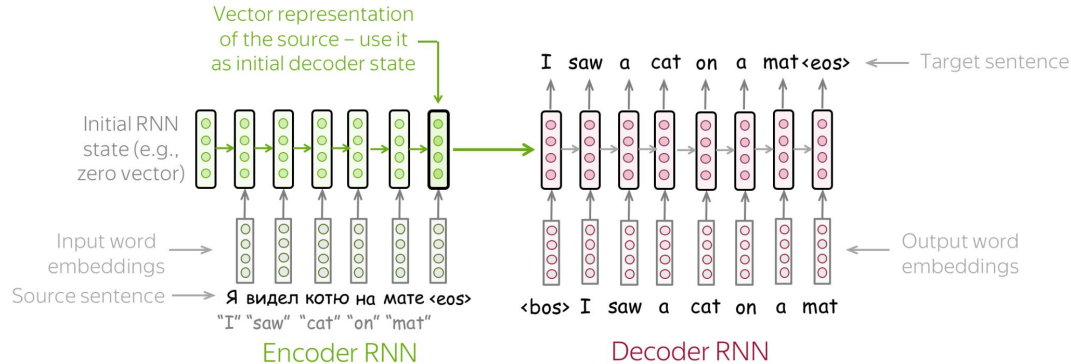 Vector representation
of the source – use it
as initial decoder state
I saw a cat on a mat <eos>
Target sentence
Initial RNN
state (e.g.,
zero vector)
Input word
embeddings
Output word
embeddings
Source sentence
Я видел котю на мате <eos>
"I" "saw" "cat" "on" "mat"
<bos> I saw a cat on a mat
Encoder RNN
Decoder RNN